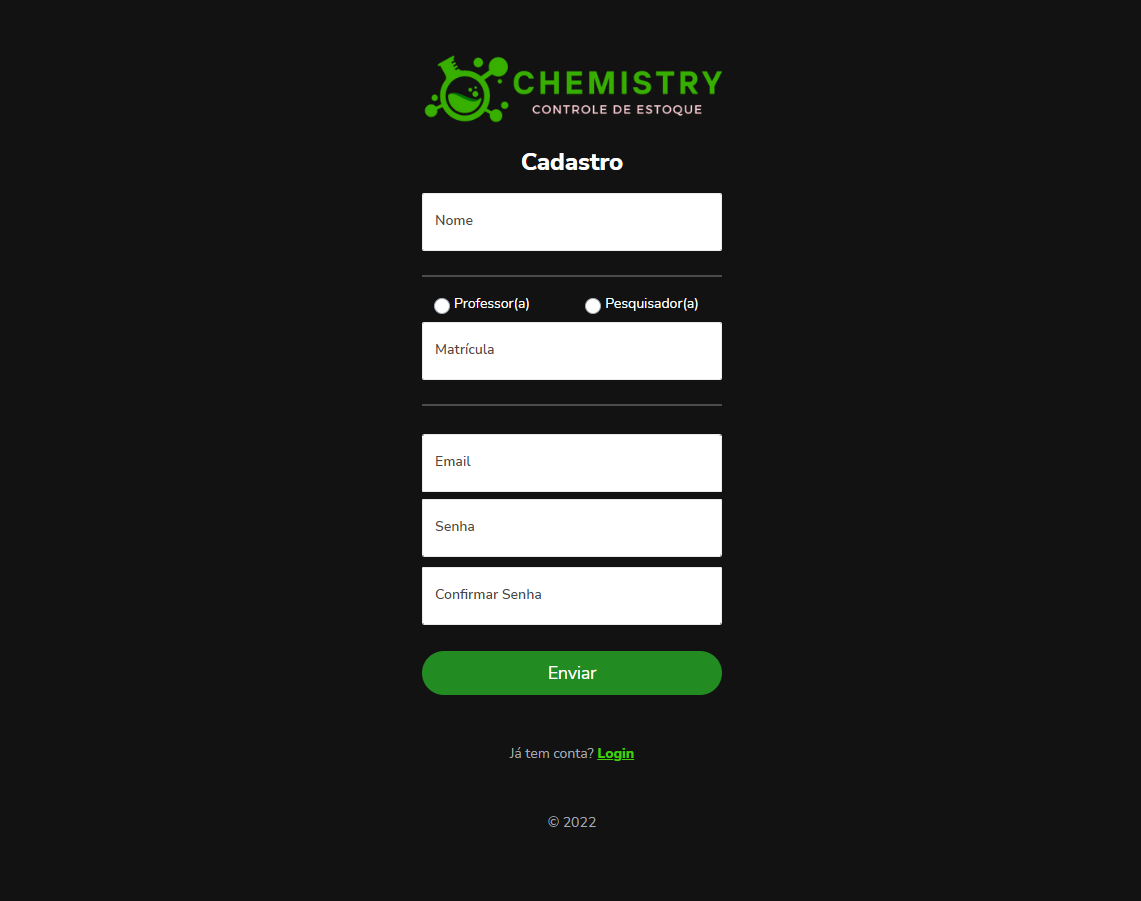 CHEMISTRY
CONTROLE DE ESTOQUE
Cadastro
Nome
Professor(a) Pesquisador(a)
Matrícula
Email
Senha
Confirmar Senha
Enviar
Já tem conta? Login
© 2022